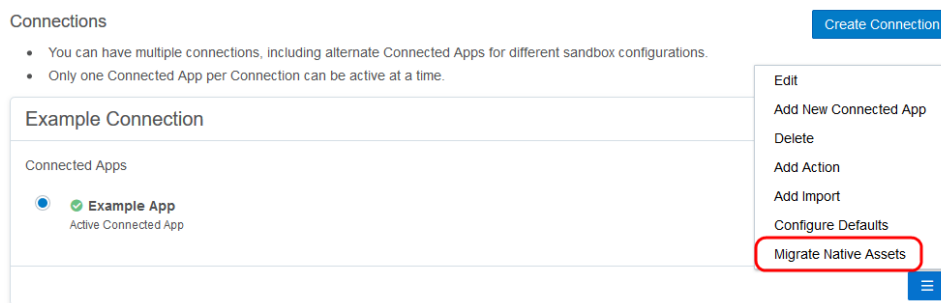 Connections
Create Connection
• You can have multiple connections, including alternate Connected Apps for different sandbox configurations.
• Only one Connected App per Connection can be active at a time.
Edit
Example Connection
Add New Connected App
Delete
Connected Apps
Add Action
Add Import
Example App
Active Connected App
Configure Defaults
Migrate Native Assets